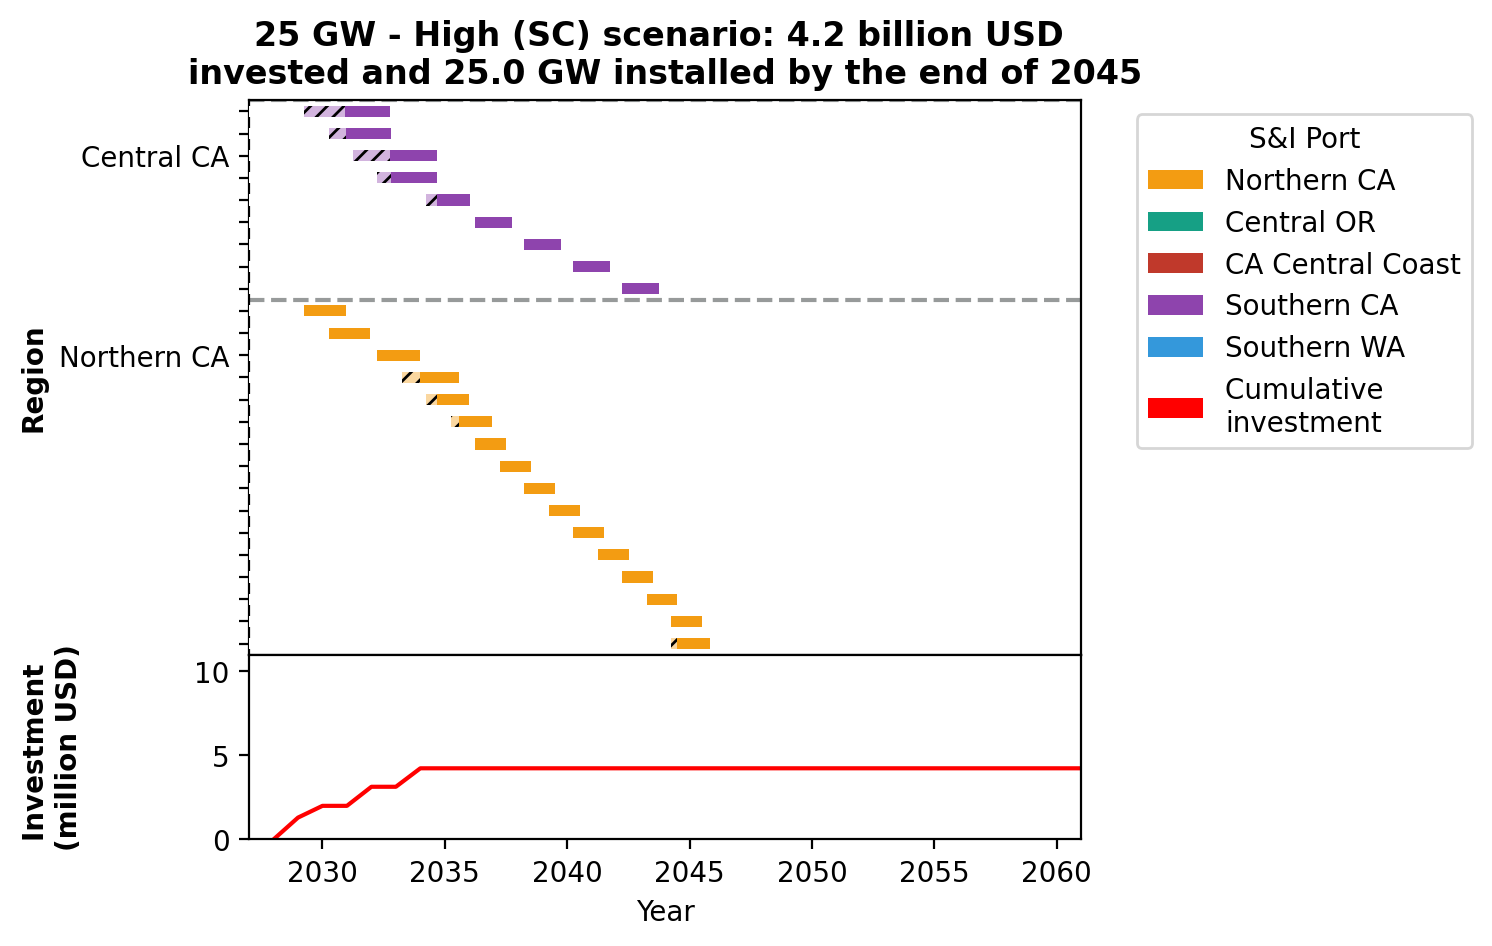 25 GW - High (SC) scenario: 4.2 billion USD
invested and 25.0 GW installed by the end of 2045
Central CA
Northern CA
Region
S&I Port
Northern CA
Central OR
CA Central Coast
Southern CA
Southern WA
Cumulative
investment
10
5
0
Investment
(million USD)
2030 2035 2040 2045 2050 2055 2060
Year